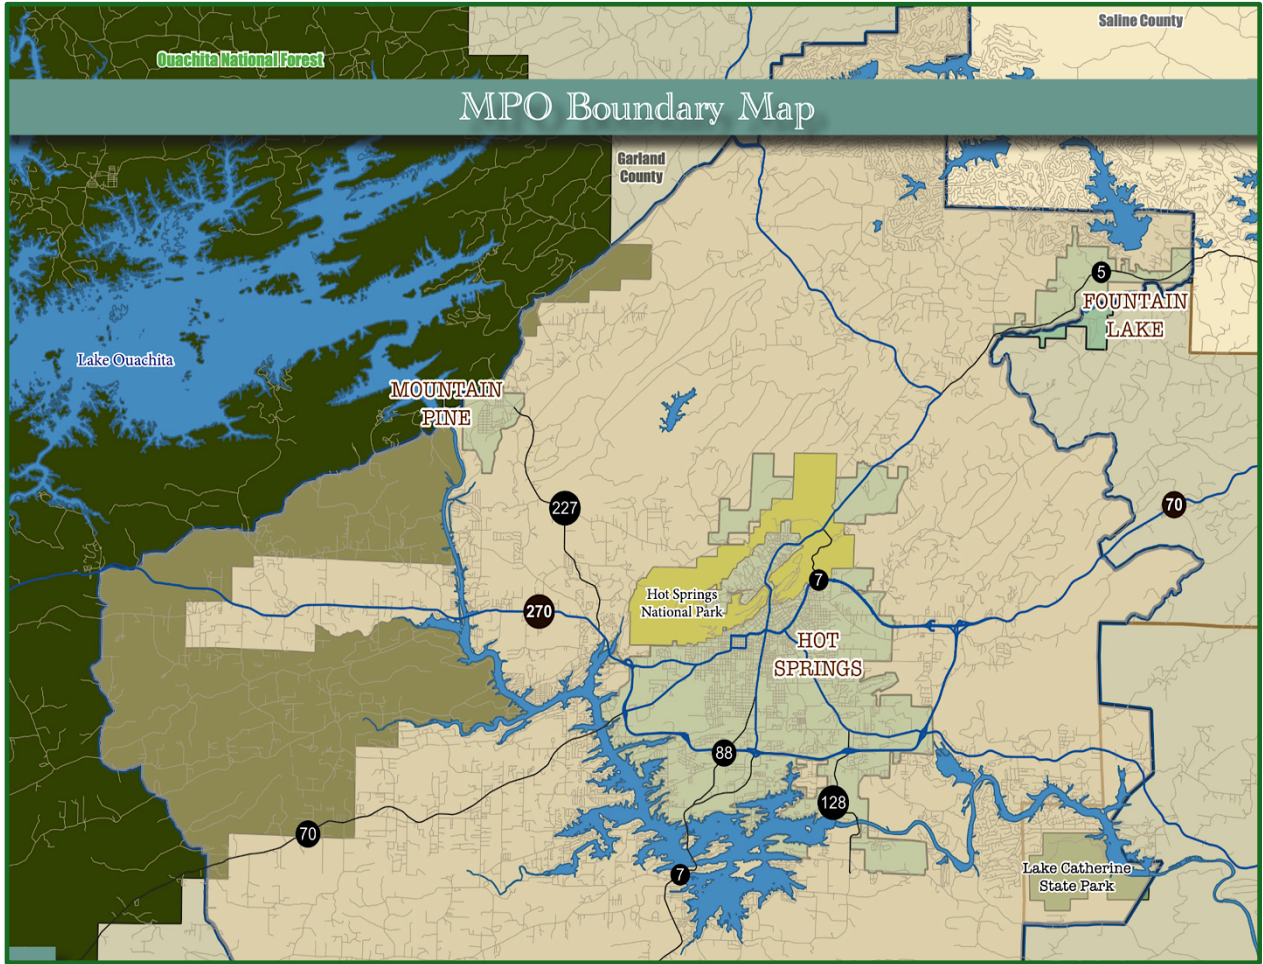 Saline County
Ouachita National Forest
MPO Boundary Map
Garland
County
5
FOUNTAIN
LAKE
Lake Ouachita
MOUNTAIN
PINE
227
70
7
Hot Springs
National Park
270
HOT
SPRINGS
88
128
70
7
Lake Catherine
State Park